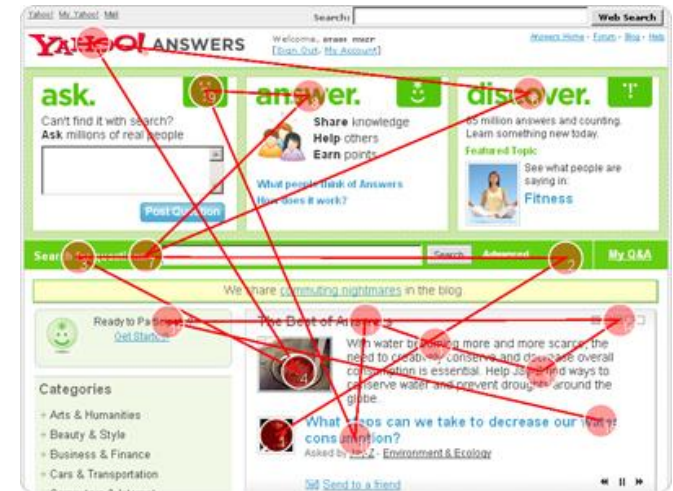 Yahoo! My Yahoo! Mail
Search:
Web Search
YAHOO! ANSWERS
Welcome,
[Sign Out, My Account]
Answers Home - Forum - Blog - Help
ask.
answer.
discover.
Can't find it with search?
Ask millions of real people
Post Question
Share knowledge
Help others
Earn points
What people think of Answers
How does it work?
million answers and counting.
Learn something new today.
Featured Topic
See what people are
saying in:
Fitness
Search
Search
Advanced
My Q&A
We share commuting nightmares in the blog
Ready to
Get Started!
The Best of Answers
With water becoming more and more scarce, the
need to creatively conserve and decrease overall
consumption is essential. Help find ways to
conserve water and prevent droughts around the
globe.
What steps can we take to decrease our water
consumption?
Asked by Jay-Z - Environment & Ecology
Send to a friend
Categories
Arts & Humanities
Beauty & Style
Business & Finance
Cars & Transportation